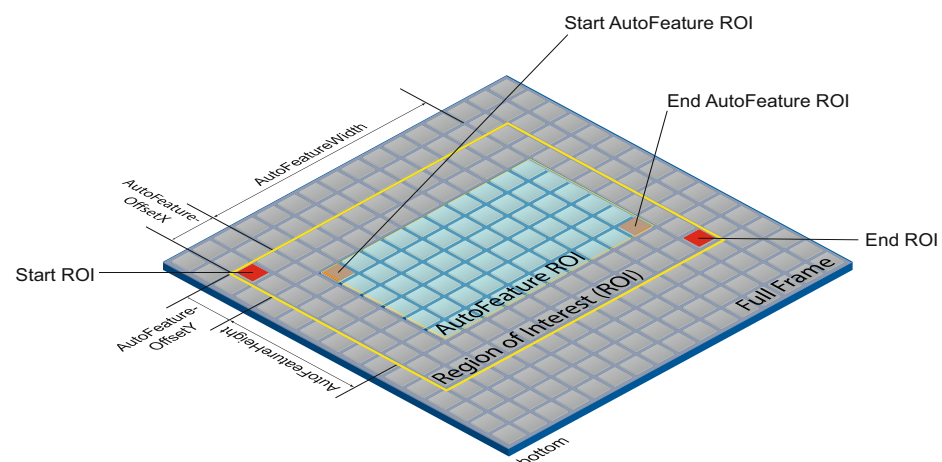 Start AutoFeature ROI
End AutoFeature ROI
AutoFeatureWidth
AutoFeature-
OffsetX
Start ROI
End ROI
AutoFeature-
OffsetY
AutoFeatureHeight
AutoFeature ROI
Region of Interest (ROI)
Full Frame
bottom